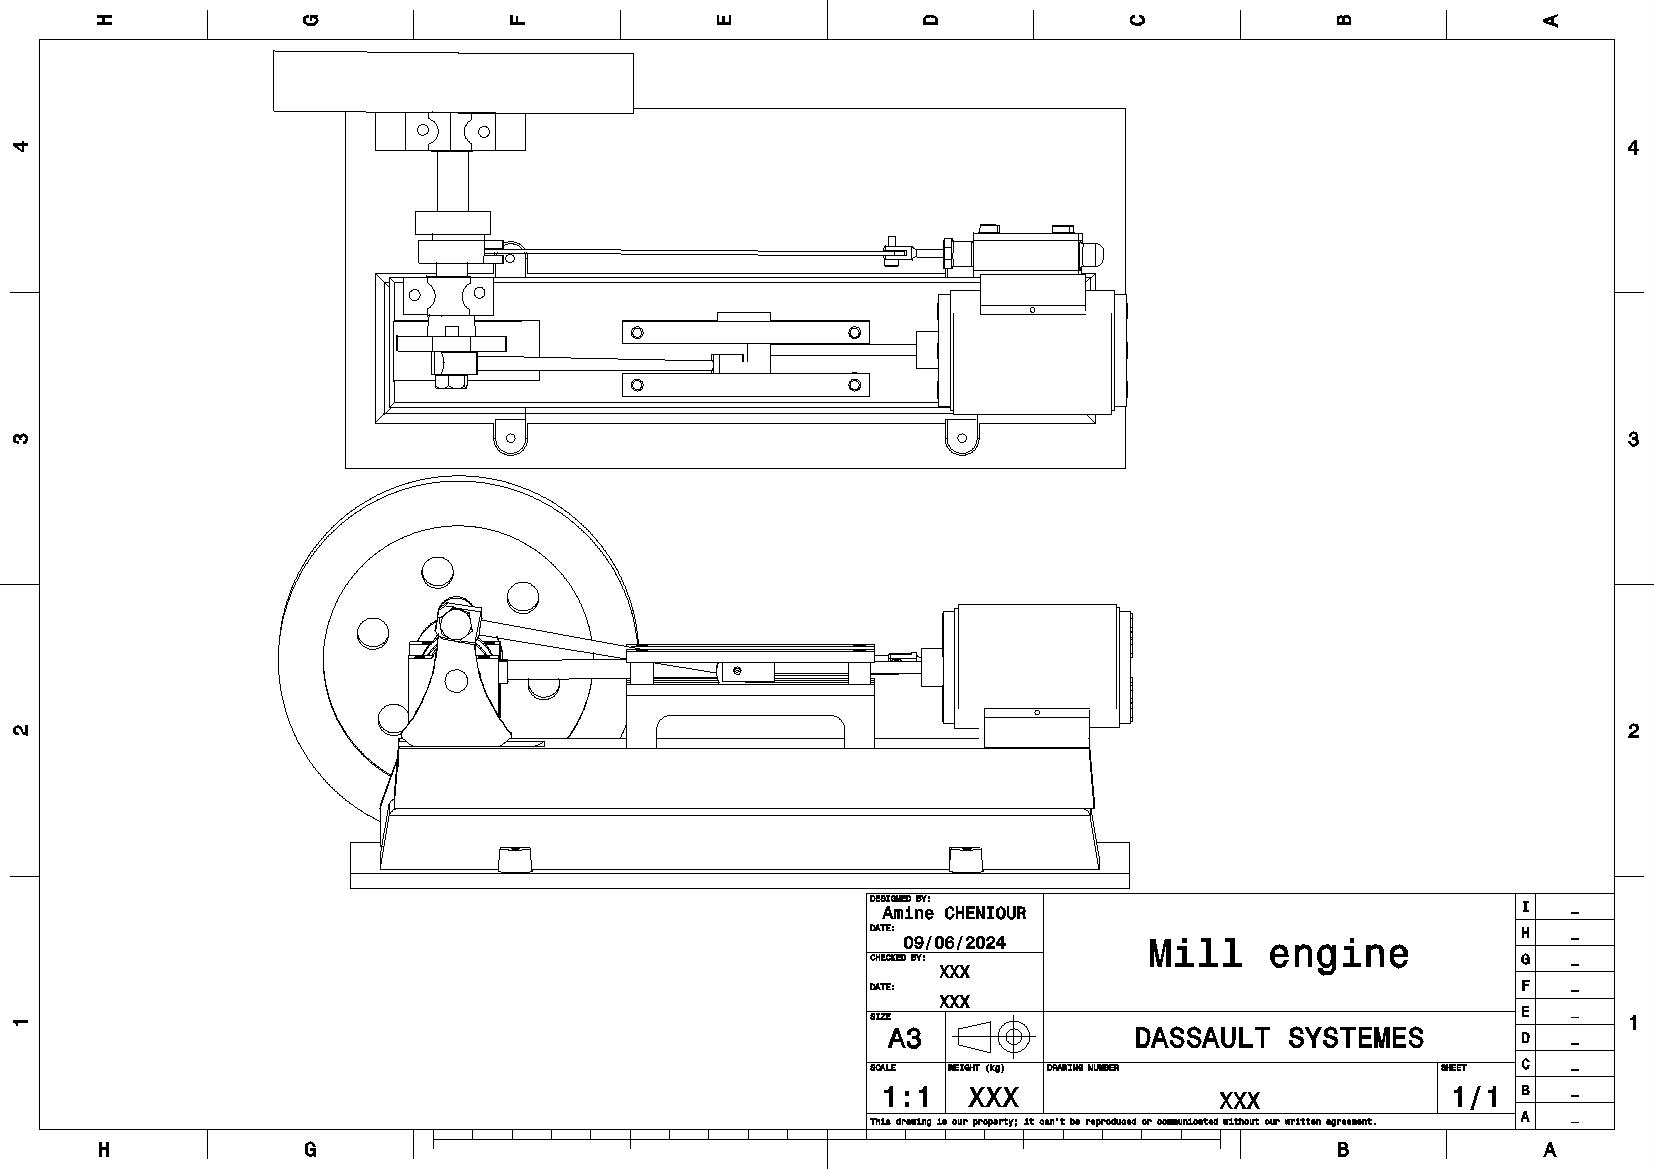 H G F E D C B A
4 4
3 3
2 2
DESIGNED BY:
Amine CHENIOUR
DATE:
09/06/2024
CHECKED BY:
XXX
DATE:
XXX
SIZE
A3
Mill engine
DASSAULT SYSTEMES
SCALE
1:1
WEIGHT (kg)
XXX
DRAWING NUMBER
XXX
SHEET
1/1
This drawing is our property; it can't be reproduced or communicated without our written agreement.
I _
H _
G _
F _
E _
D _
C _
B _
A _
1 1
H G B A